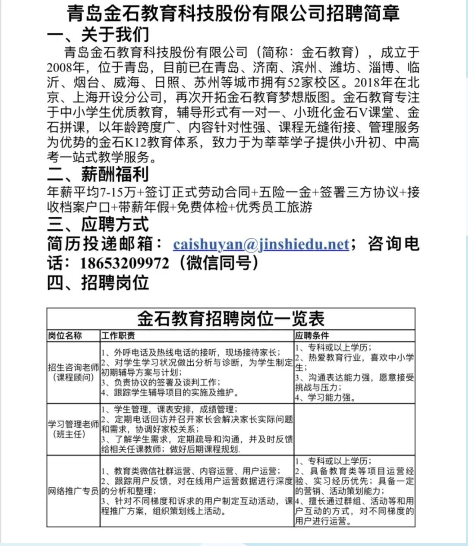 青岛金石教育科技股份有限公司招聘简章
一、关于我们
青岛金石教育科技股份有限公司（简称：金石教育），成立于
2008年，位于青岛，目前已在青岛、济南、滨州、潍坊、淄博、临
沂、烟台、威海、日照、苏州等城市拥有52家校区。2018年在北
京、上海开设分公司，再次开拓金石教育梦想版图。金石教育专注
于中小学生优质教育，辅导形式有一对一、小班化金石V课堂、金
石拼课，以年龄跨度广、内容针对性强、课程无缝衔接、管理服务
为优势的金石K12教育体系，致力于为莘莘学子提供小升初、中高
考一站式教学服务。
二、薪酬福利
年薪平均7-15万+签订正式劳动合同+五险一金+签署三方协议+接
收档案户口+带薪年假+免费体检+优秀员工旅游
三、应聘方式
简历投递邮箱：caishuyan@jinshiedu.net；咨询电
话：18653209972（微信同号）
四、招聘岗位
金石教育招聘岗位一览表
岗位名称 工作职责 应聘条件
招生咨询老师
（课程顾问）
1、外呼电话及热线电话的接听，现场接待家长；
2、对学生学习状况做出分析与诊断，为学生制定
初期辅导方案与计划；
3、负责协议的签署及谈判工作；
4、跟踪学生辅导项目的实施及维护。
1、专科或以上学历；
2、热爱教育行业，喜欢中小学
生；
3、沟通表达能力强，愿意接受
挑战与压力；
4、学习能力强。
学习管理老师
（班主任）
1、学生管理，课表安排，成绩管理；
2、定期电话回访并召开家长会解决家长实际问题
和需求，协调好家校关系；
3、了解学生需求，定期疏导和沟通，并及时反馈
给相关任课教师；做好后期课程规划.
网络推广专员
1、教育类微信社群运营、内容运营、用户运营；
2、跟踪用户反馈，对在线用户运营数据进行深度
的分析和整理；
3、针对不同梯度和诉求的用户制定互动活动，课
程推广方案，组织策划线上活动。
1、专科或以上学历；
2、具备教育类等项目运营经
验，实习经历优先；具备一定
的营销、活动策划能力；
4、擅长通过群组、活动等和用
户互动的方式，对不同梯度的
用户进行运营。